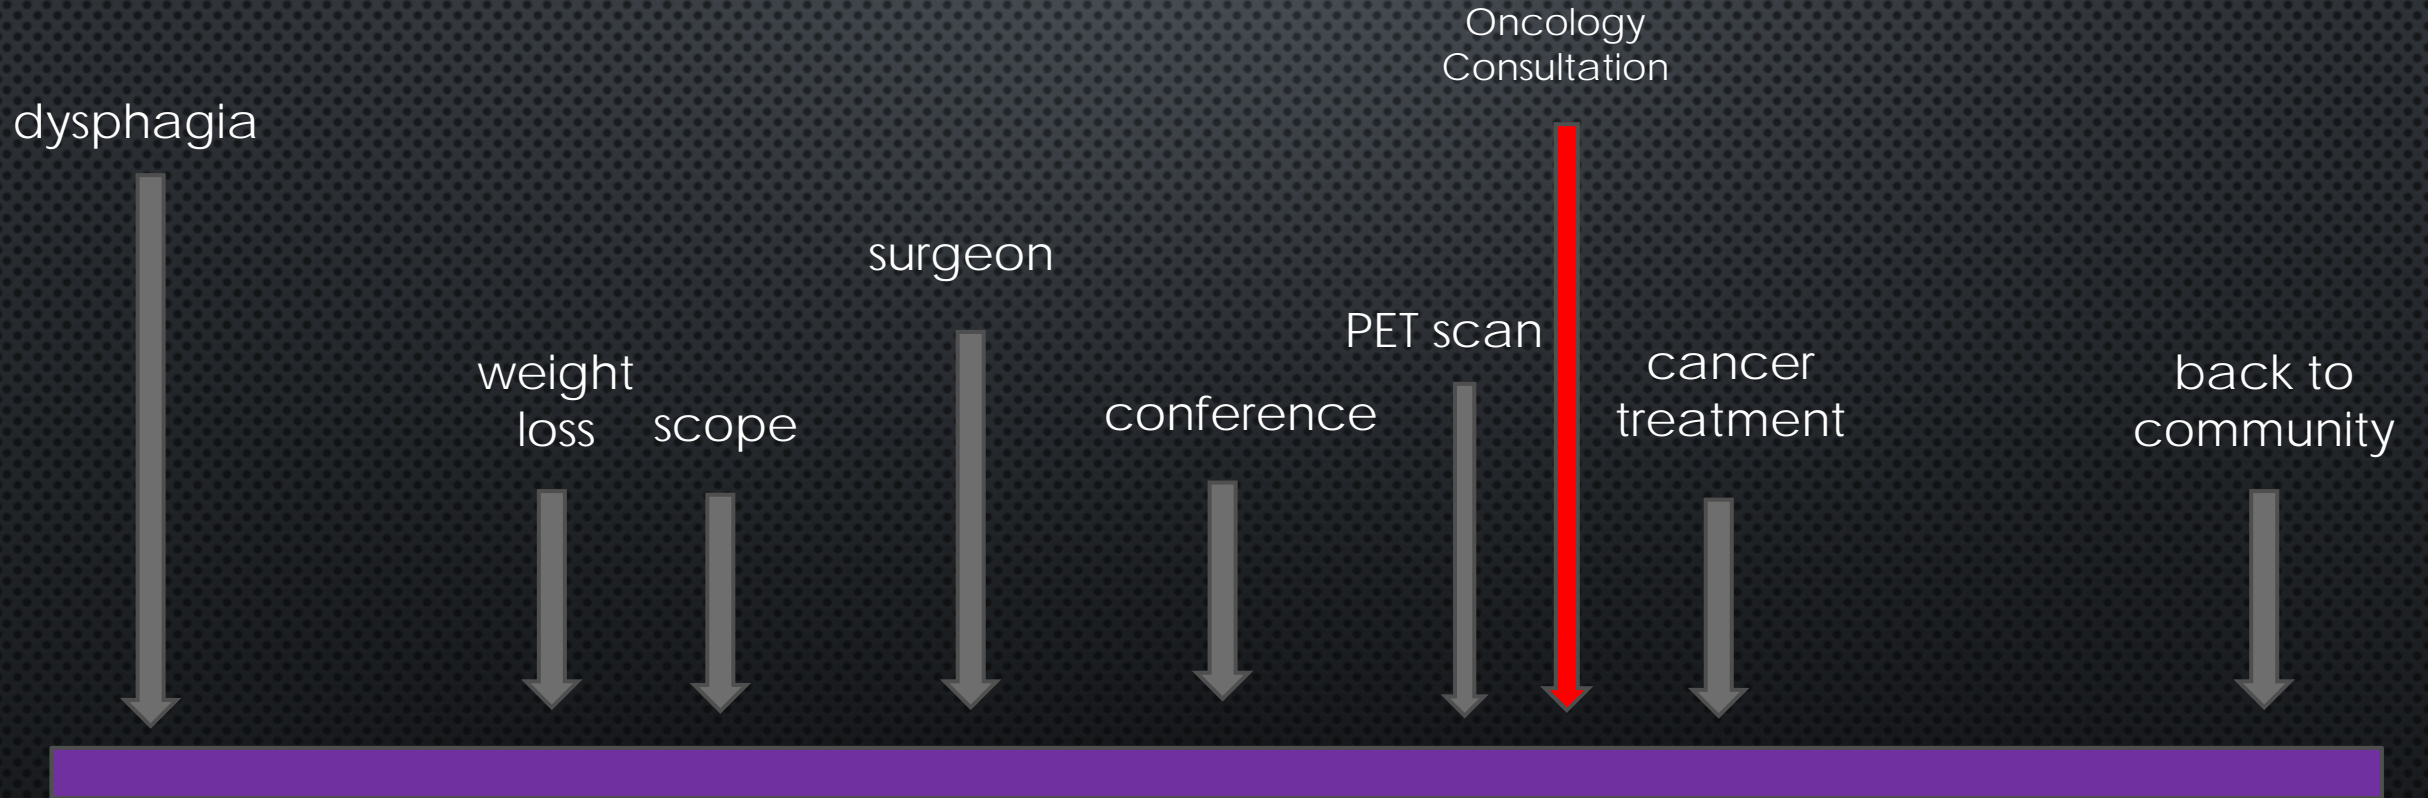 dysphagia
weight
loss
scope
surgeon
conference
PET scan
Oncology
Consultation
cancer
treatment
back to
community